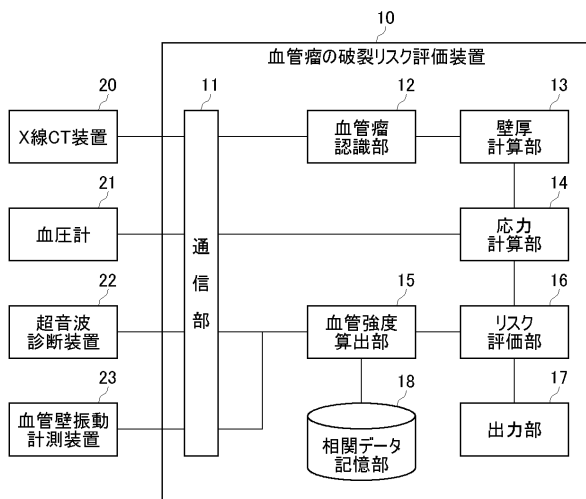 10
血管瘤の破裂リスク評価装置
20
X線CT装置
11
通信部
12
血管瘤
認識部
13
壁厚
計算部
21
血圧計
14
応力
計算部
22
超音波
診断装置
15
血管強度
算出部
16
リスク
評価部
23
血管壁振動
計測装置
18
相関データ
記憶部
17
出力部